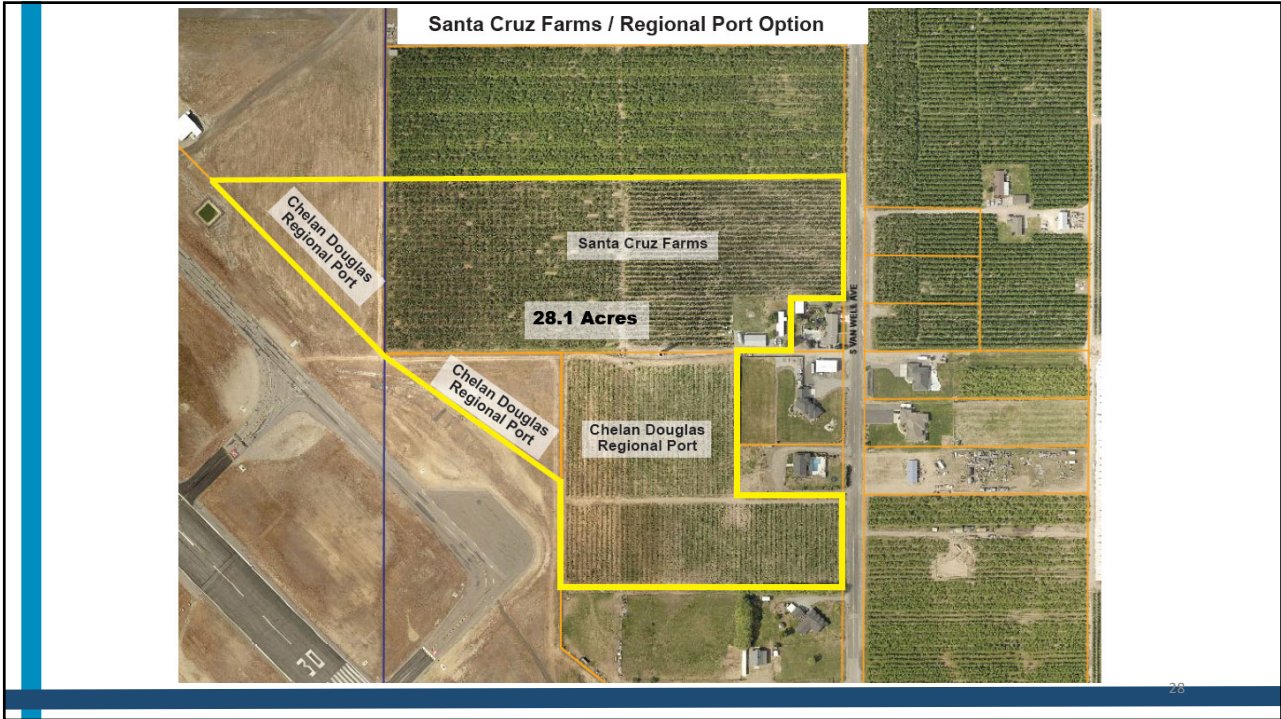 Santa Cruz Farms / Regional Port Option
Chelan Douglas
Regional Port
Santa Cruz Farms
28.1 Acres
S VAN WELL AVE
Chelan Douglas
Regional Port
Chelan Douglas
Regional Port
30
28